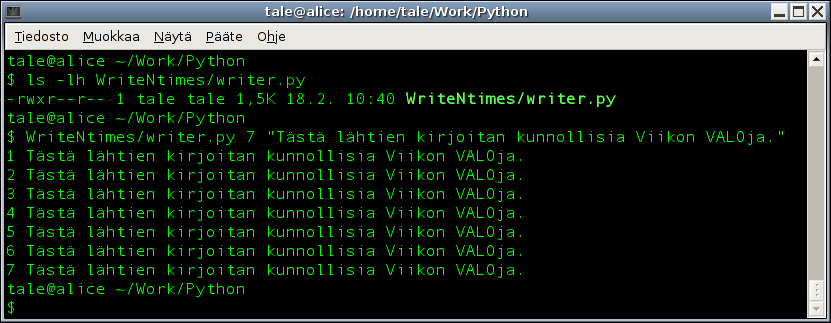 tale@alice: /home/tale/Work/Python
Tiedosto Muokkaa Näytä Pääte Ohje
tale@alice ~/Work/Python
$ ls -lh WriteNtimes/writer.py
-rwxr--r-- 1 tale tale 1,5K 18.2. 10:40 WriteNtimes/writer.py
tale@alice ~/Work/Python
$ WriteNtimes/writer.py 7 "Tästä lähtien kirjoitan kunnollisia Viikon VALOja."
1 Tästä lähtien kirjoitan kunnollisia Viikon VALOja.
2 Tästä lähtien kirjoitan kunnollisia Viikon VALOja.
3 Tästä lähtien kirjoitan kunnollisia Viikon VALOja.
4 Tästä lähtien kirjoitan kunnollisia Viikon VALOja.
5 Tästä lähtien kirjoitan kunnollisia Viikon VALOja.
6 Tästä lähtien kirjoitan kunnollisia Viikon VALOja.
7 Tästä lähtien kirjoitan kunnollisia Viikon VALOja.
tale@alice ~/Work/Python
$